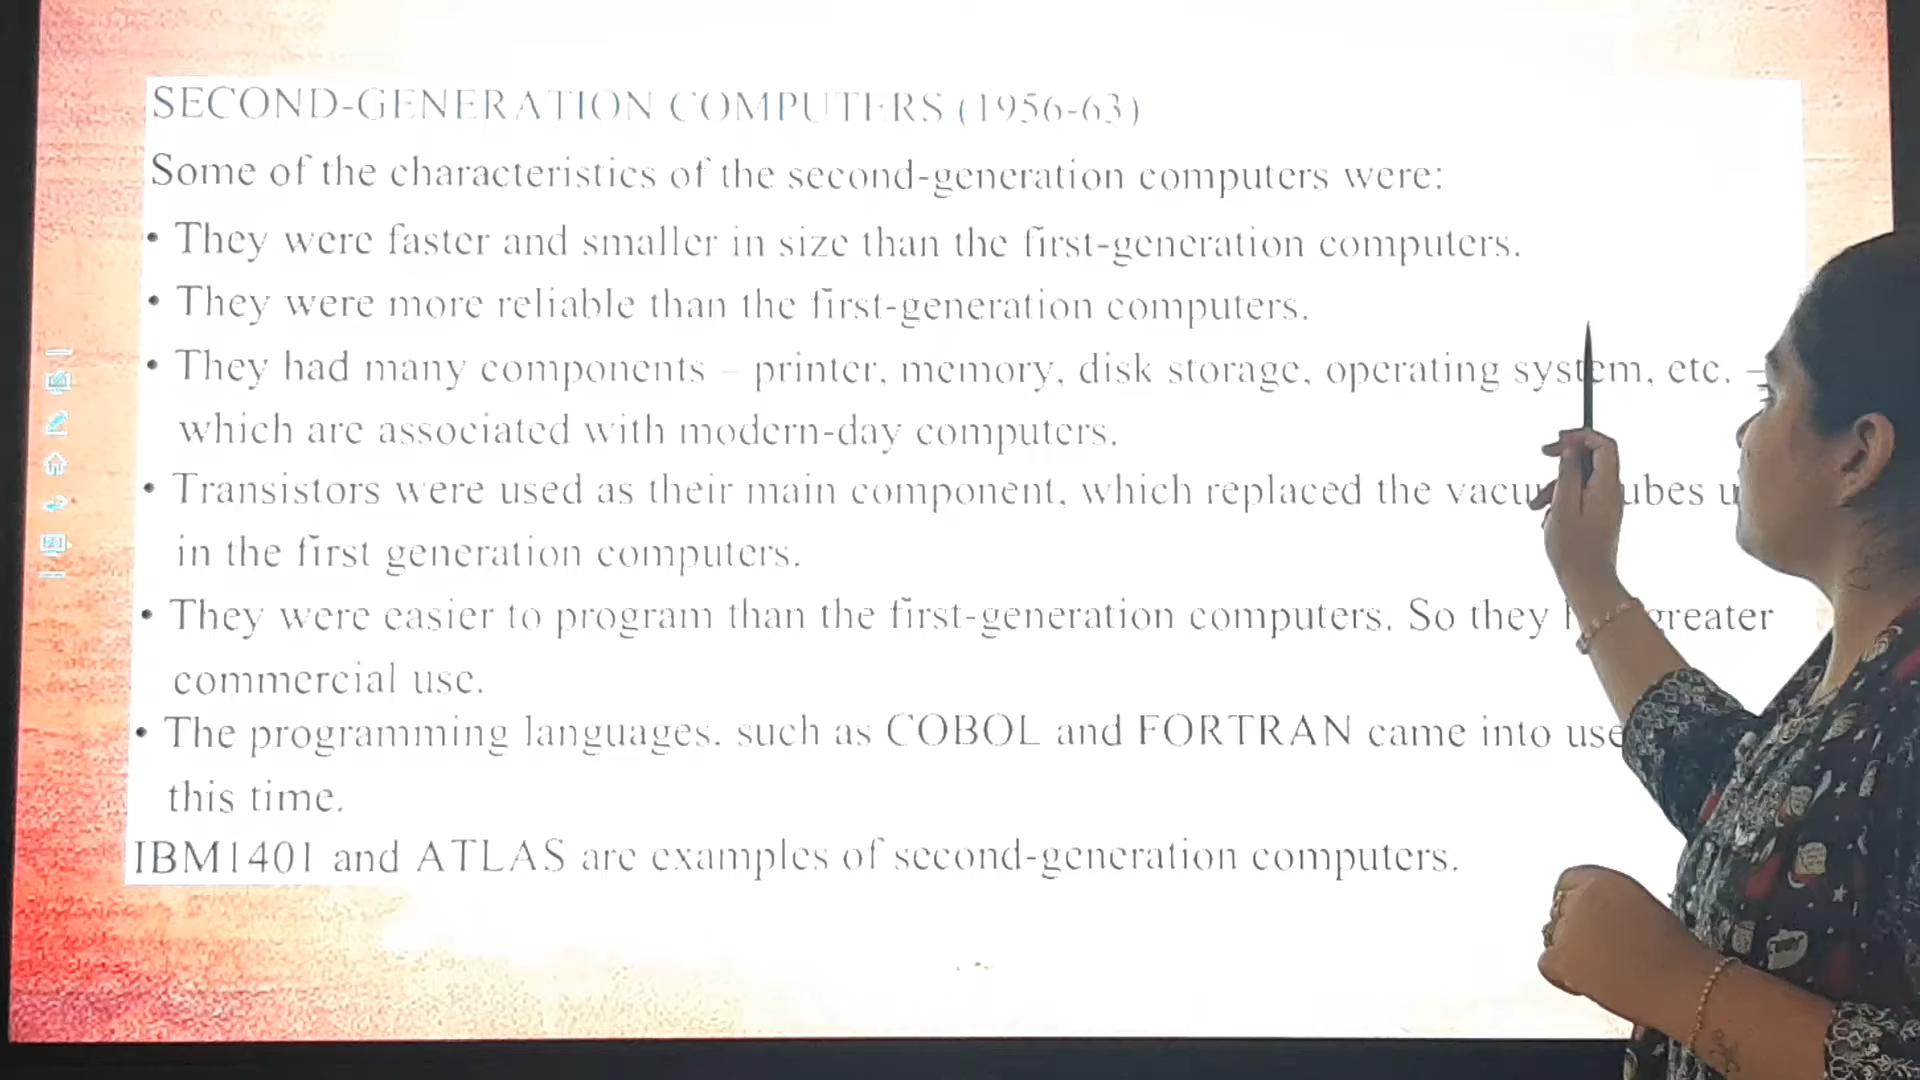 SECOND-GENERATION COMPUTERS (1956-63)
Some of the characteristics of the second-generation computers were:
• They were faster and smaller in size than the first-generation computers.
• They were more reliable than the first-generation computers.
• They had many components – printer, memory, disk storage, operating system, etc. –
which are associated with modern-day computers.
• Transistors were used as their main component, which replaced the
in the first generation computers.
• They were easier to program than the first-generation computers. So they greater
commercial use.
• The programming languages, such as COBOL and FORTRAN came into use
this time.
IBM1401 and ATLAS are examples of second-generation computers.